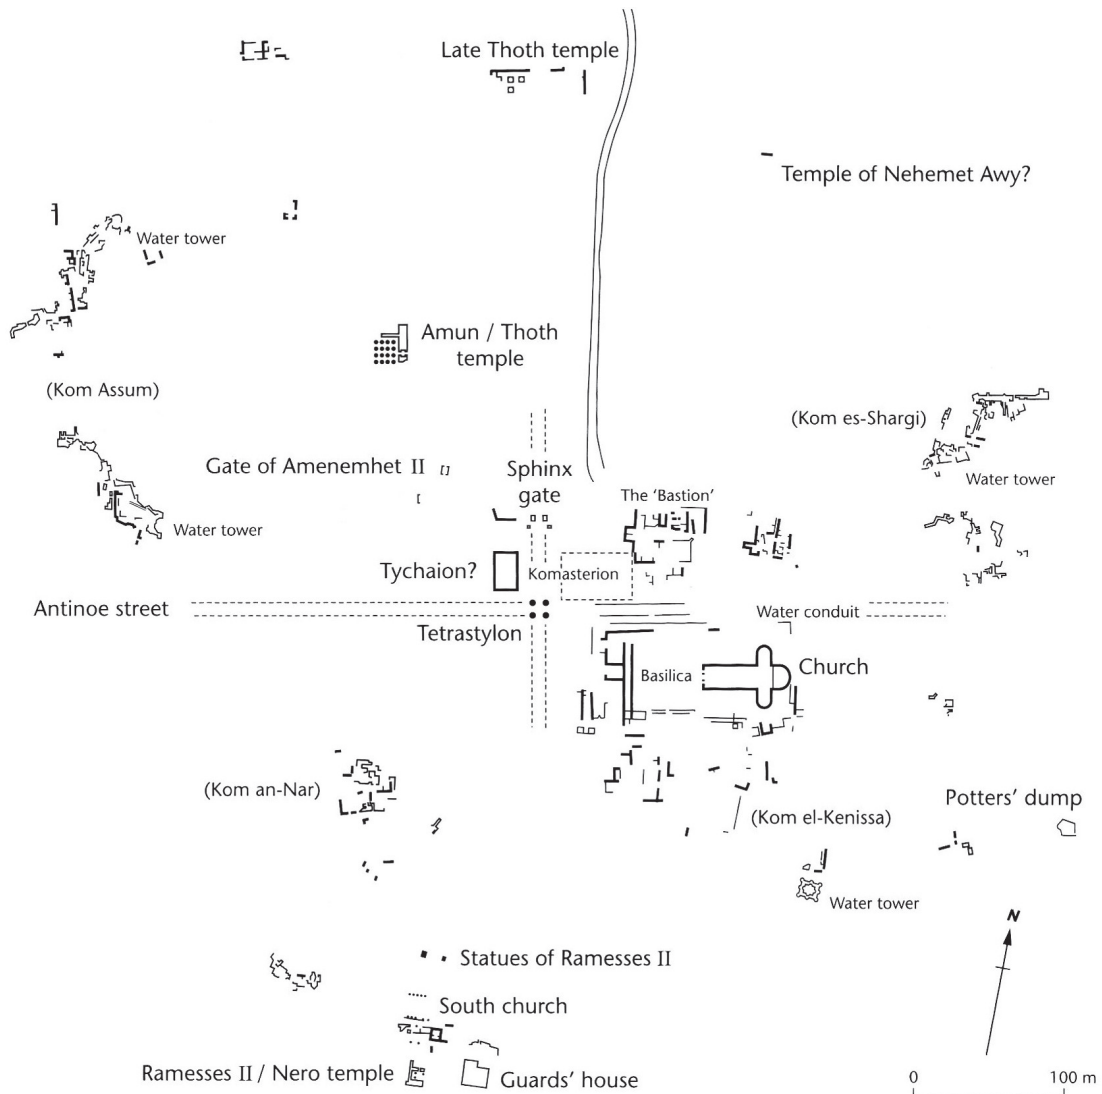 Late Thoth temple
Temple of Nehemet Awy?
Water tower
Amun / Thoth
temple
(Kom Assum)
(Kom es-Shargi)
Gate of Amenemhet II
Sphinx
gate
Water tower
The ‘Bastion’
Water tower
Tychaion?
Komasterion
Antinoe street
Water conduit
Tetrastylon
Basilica
Church
(Kom an-Nar)
Potters’ dump
(Kom el-Kenissa)
Water tower
N
Statues of Ramesses II
South church
Ramesses II / Nero temple
Guards’ house
0
100 m